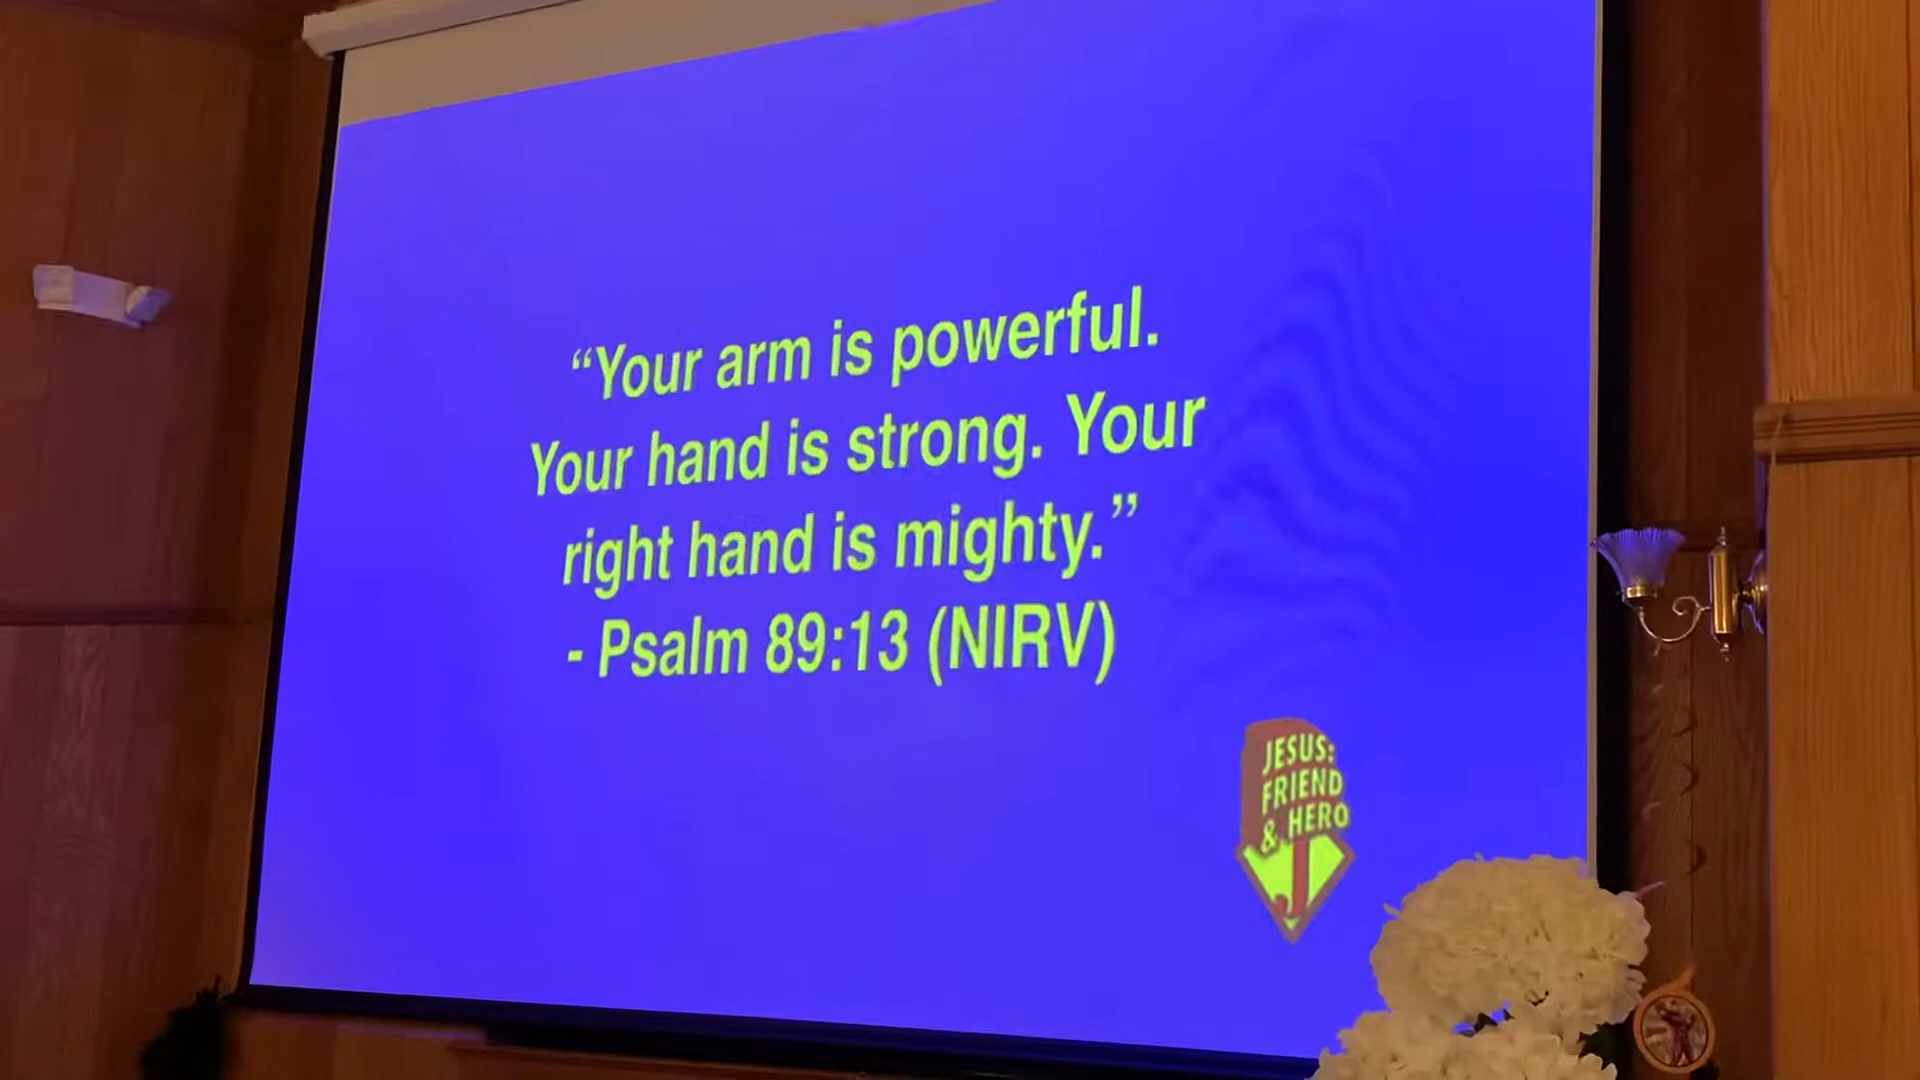 “Your arm is powerful.
Your hand is strong. Your
right hand is mighty.”
- Psalm 89:13 (NIRV)
JESUS:
FRIEND
& HERO
J